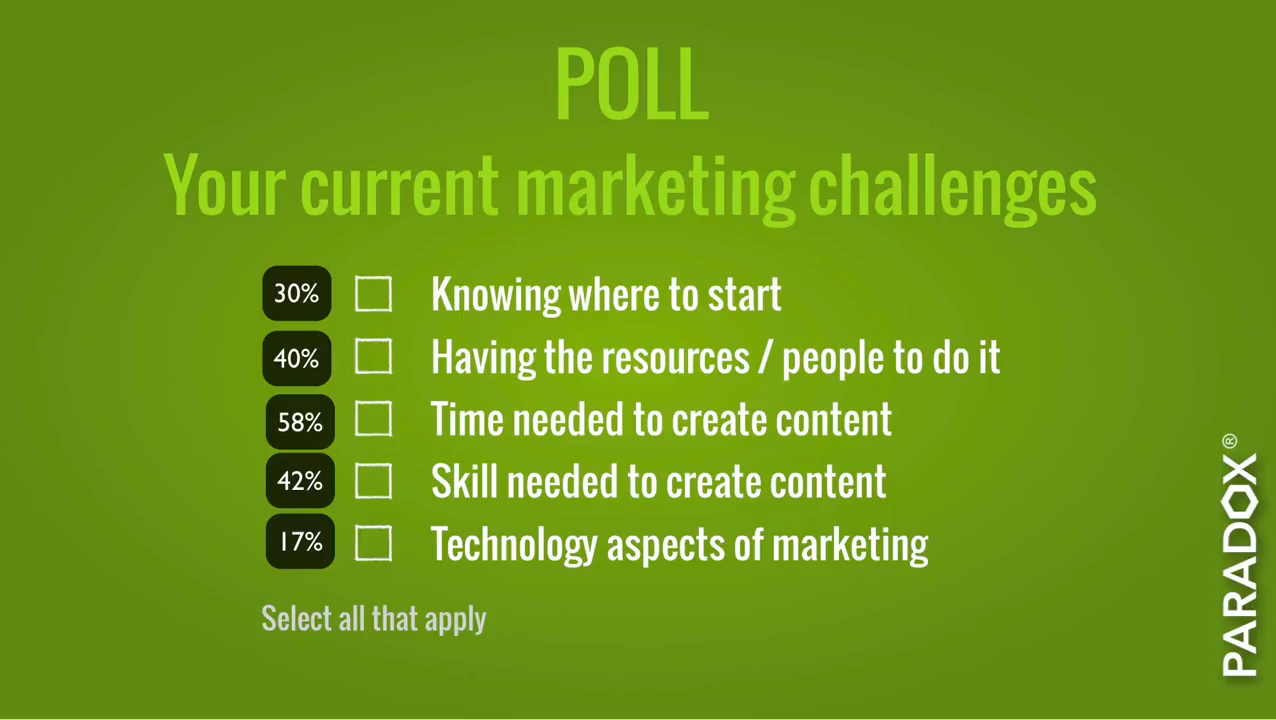 POLL
Your current marketing challenges
30% Knowing where to start
40% Having the resources / people to do it
58% Time needed to create content
42% Skill needed to create content
17% Technology aspects of marketing
Select all that apply
PARADOX®